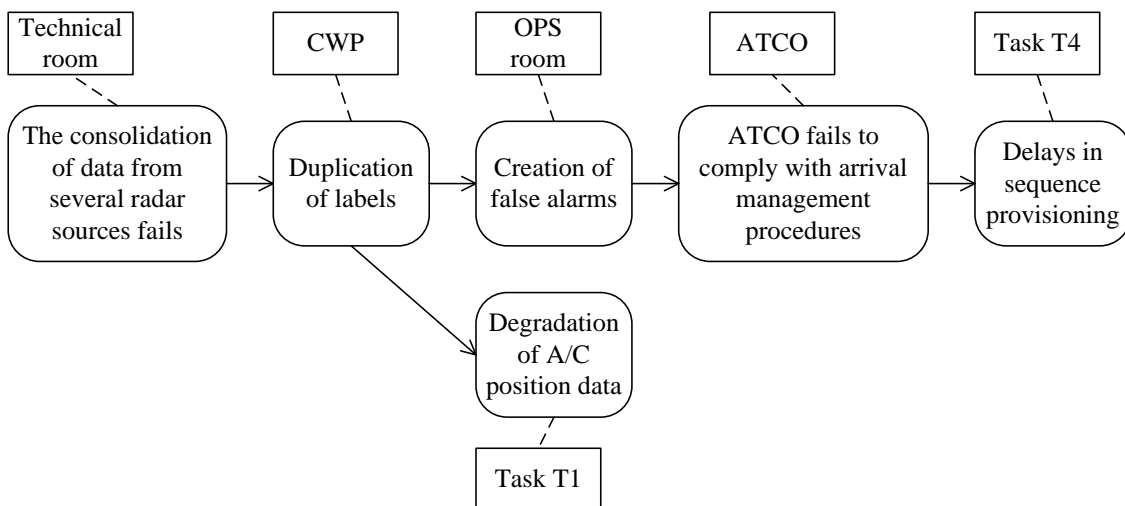 Technical
room
CWP
OPS
room
ATCO
Task T4
The consolidation
of data from
several radar
sources fails
Duplication
of labels
Creation of
false alarms
ATCO fails to
comply with arrival
management
procedures
Delays in
sequence
provisioning
Degradation
of A/C
position data
Task T1